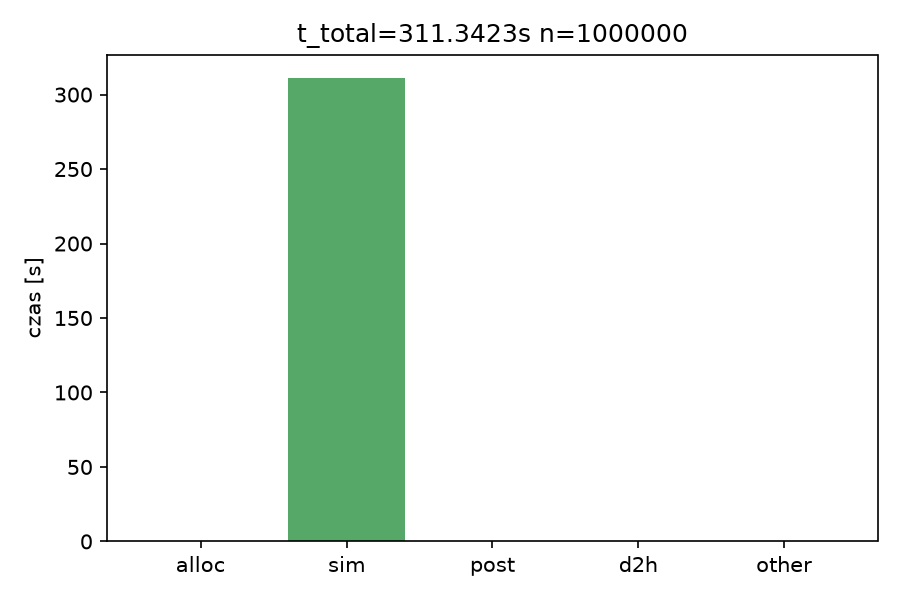 t_total=311.3423s n=1000000
czas [s]
300
250
200
150
100
50
0
alloc sim post d2h other